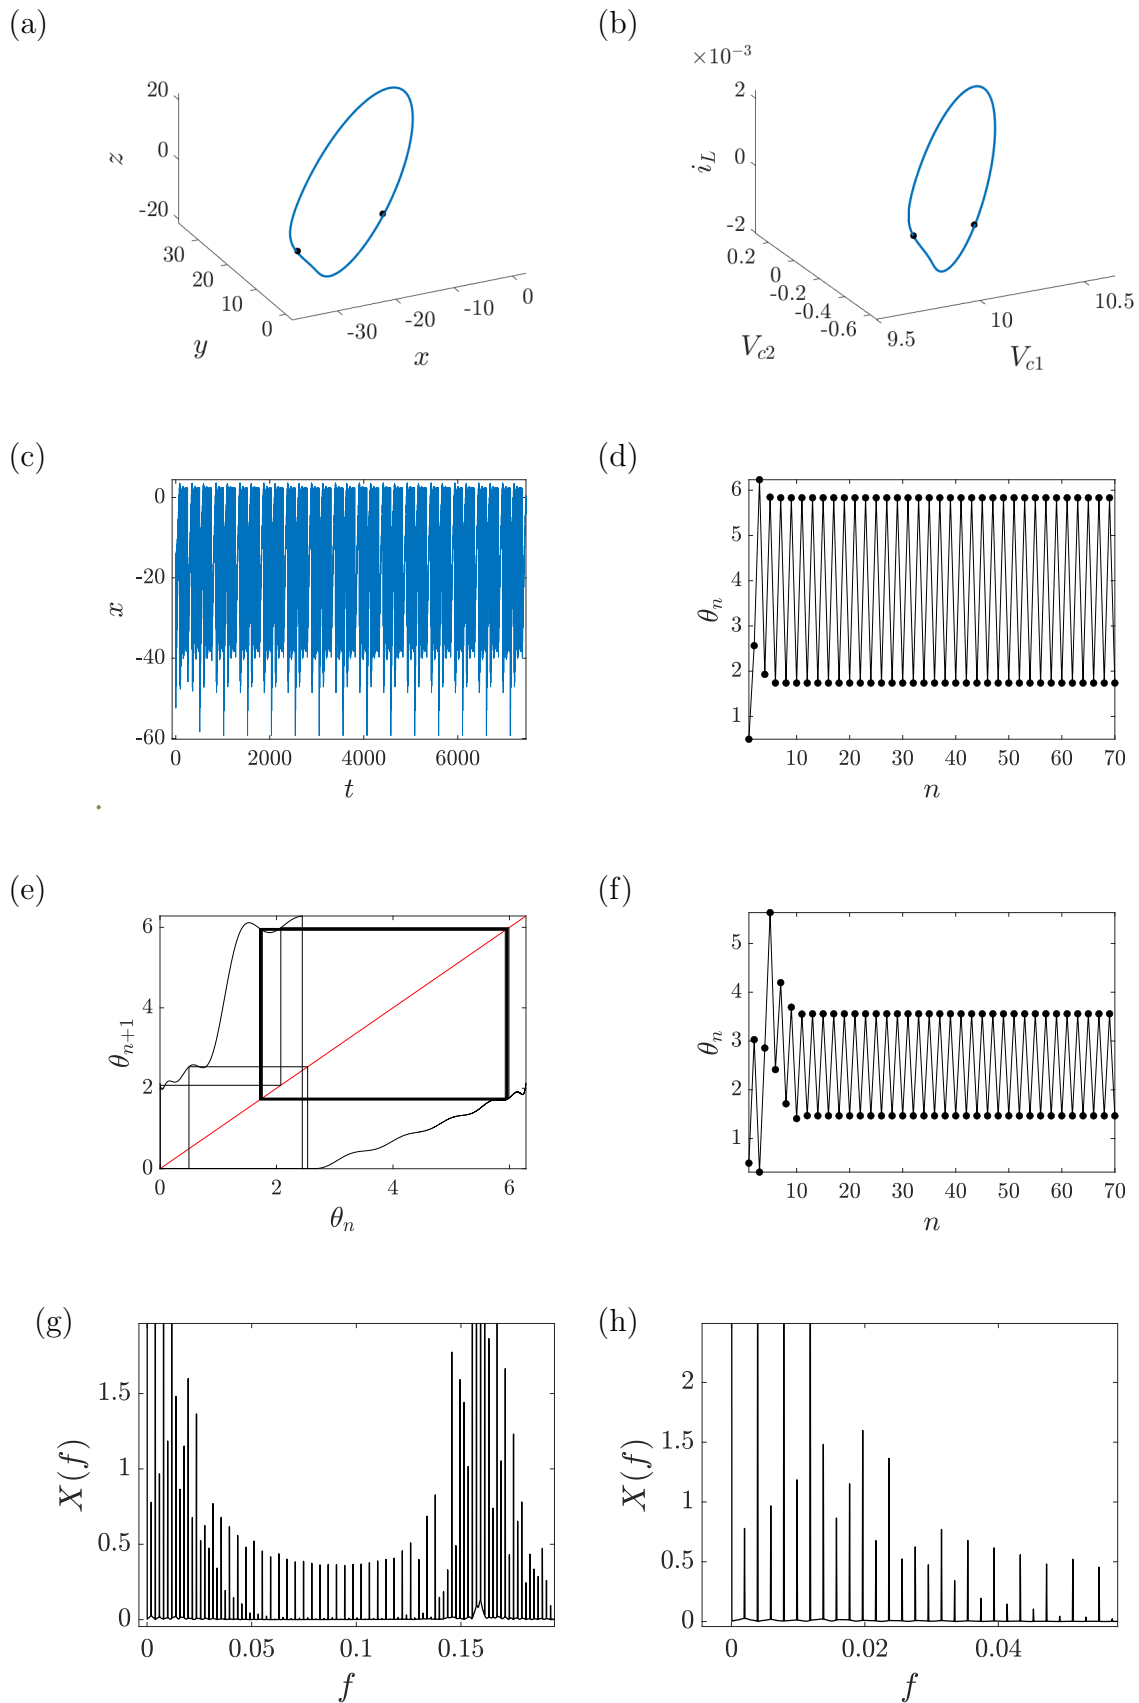 (a)
20
0
-20
z
30
20
10
0
y
-30
-20
-10
0
x
(b)
×10⁻³
2
0
-2
i_L
0.2
0
-0.2
-0.4
-0.6
V_{c2}
9.5
10
10.5
V_{c1}
(c)
0
-20
-40
-60
x
0 2000 4000 6000
t
(d)
6
5
4
3
2
1
θ_n
10 20 30 40 50 60 70
n
(e)
6
4
2
0
θ_{n+1}
0 2 4 6
θ_n
(f)
5
4
3
2
1
θ_n
10 20 30 40 50 60 70
n
(g)
1.5
1
0.5
0
X(f)
0 0.05 0.1 0.15
f
(h)
2
1.5
1
0.5
0
X(f)
0 0.02 0.04
f